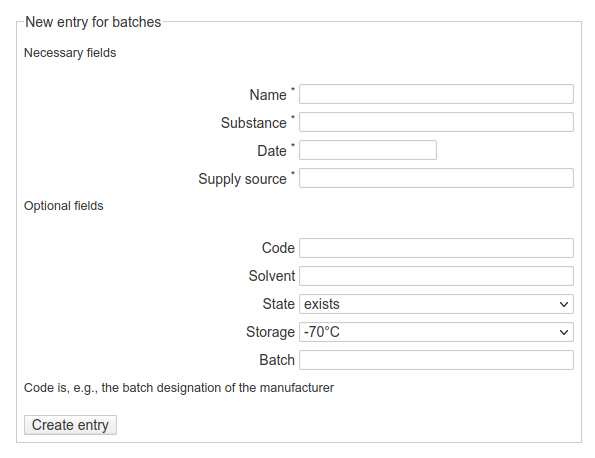 New entry for batches
Necessary fields
Name *
Substance *
Date *
Supply source *
Optional fields
Code
Solvent
State exists
Storage -70°C
Batch
Code is, e.g., the batch designation of the manufacturer
Create entry